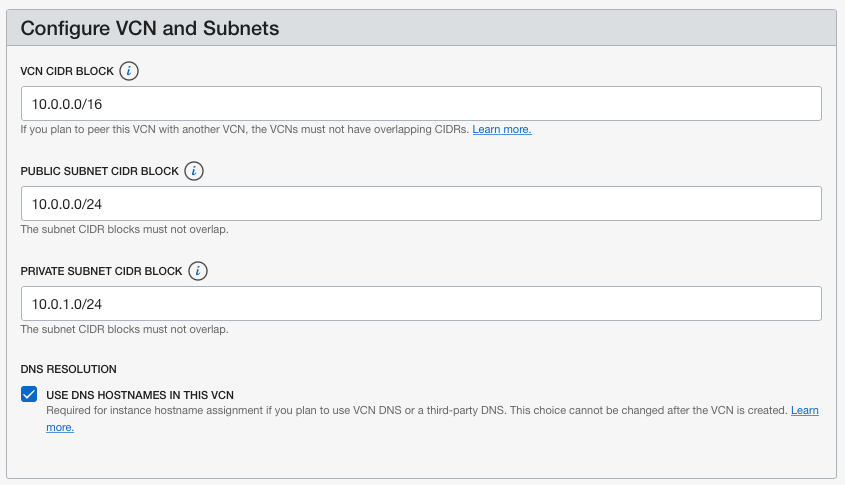 Configure VCN and Subnets
VCN CIDR BLOCK i
10.0.0.0/16
If you plan to peer this VCN with another VCN, the VCNs must not have overlapping CIDRs. Learn more.
PUBLIC SUBNET CIDR BLOCK i
10.0.0.0/24
The subnet CIDR blocks must not overlap.
PRIVATE SUBNET CIDR BLOCK i
10.0.1.0/24
The subnet CIDR blocks must not overlap.
DNS RESOLUTION
USE DNS HOSTNAMES IN THIS VCN
Required for instance hostname assignment if you plan to use VCN DNS or a third-party DNS. This choice cannot be changed after the VCN is created. Learn
more.